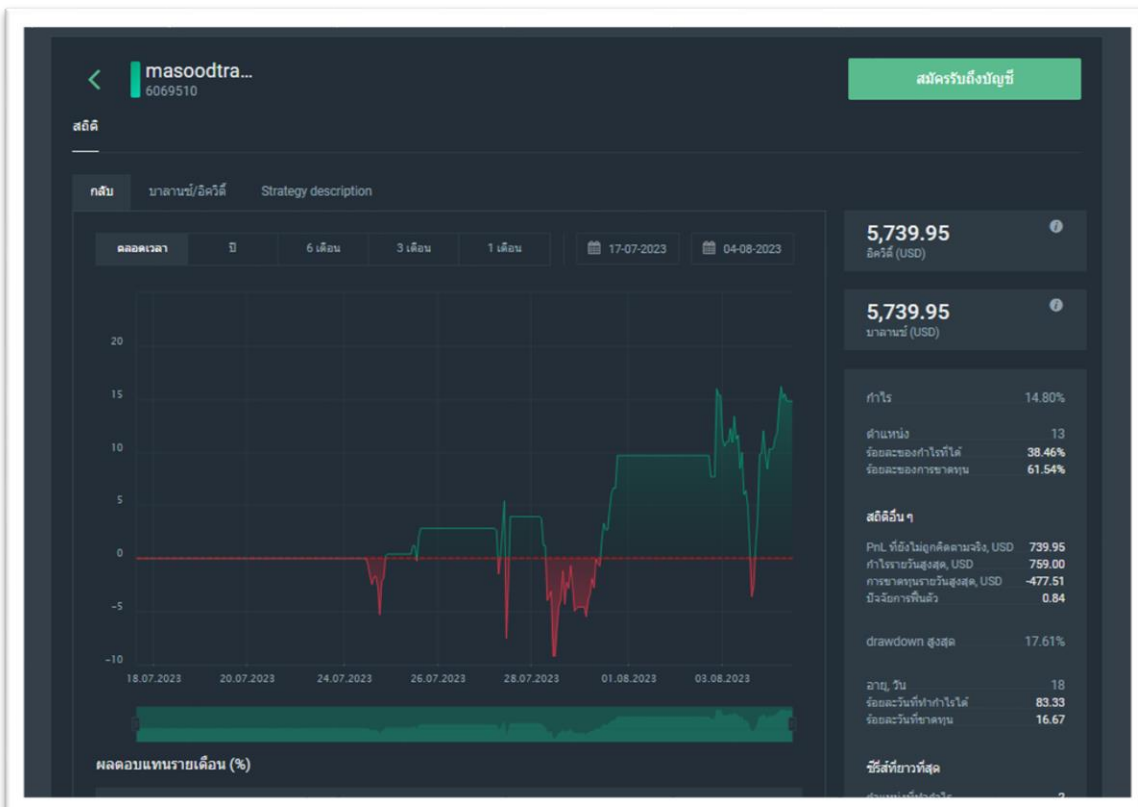 masoodtra...
6069510
สมัครรับถึงบัญชี
สถิติ
กลับ บาลานซ์/อิควิตี้ Strategy description
ตลอดเวลา ปี 6 เดือน 3 เดือน 1 เดือน 17-07-2023 04-08-2023
5,739.95
อิควิตี้ (USD)
5,739.95
บาลานซ์ (USD)
20
15
10
5
0
−5
−10
18.07.2023 20.07.2023 24.07.2023 26.07.2023 28.07.2023 01.08.2023 03.08.2023
กำไร 14.80%
ตำแหน่ง 13
ร้อยละของกำไรที่ได้ 38.46%
ร้อยละของการขาดทุน 61.54%
สถิติอื่น ๆ
PnL ที่ยังไม่ถูกคิดตามจริง, USD 739.95
กำไรรายวันสูงสุด, USD 759.00
การขาดทุนรายวันสูงสุด, USD -477.51
ปัจจัยการฟื้นตัว 0.84
drawdown สูงสุด 17.61%
อายุ, วัน 18
ร้อยละวันที่ทำกำไรได้ 83.33
ร้อยละวันที่ขาดทุน 16.67
ซีรีส์ที่ยาวที่สุด
ผลตอบแทนรายเดือน (%)